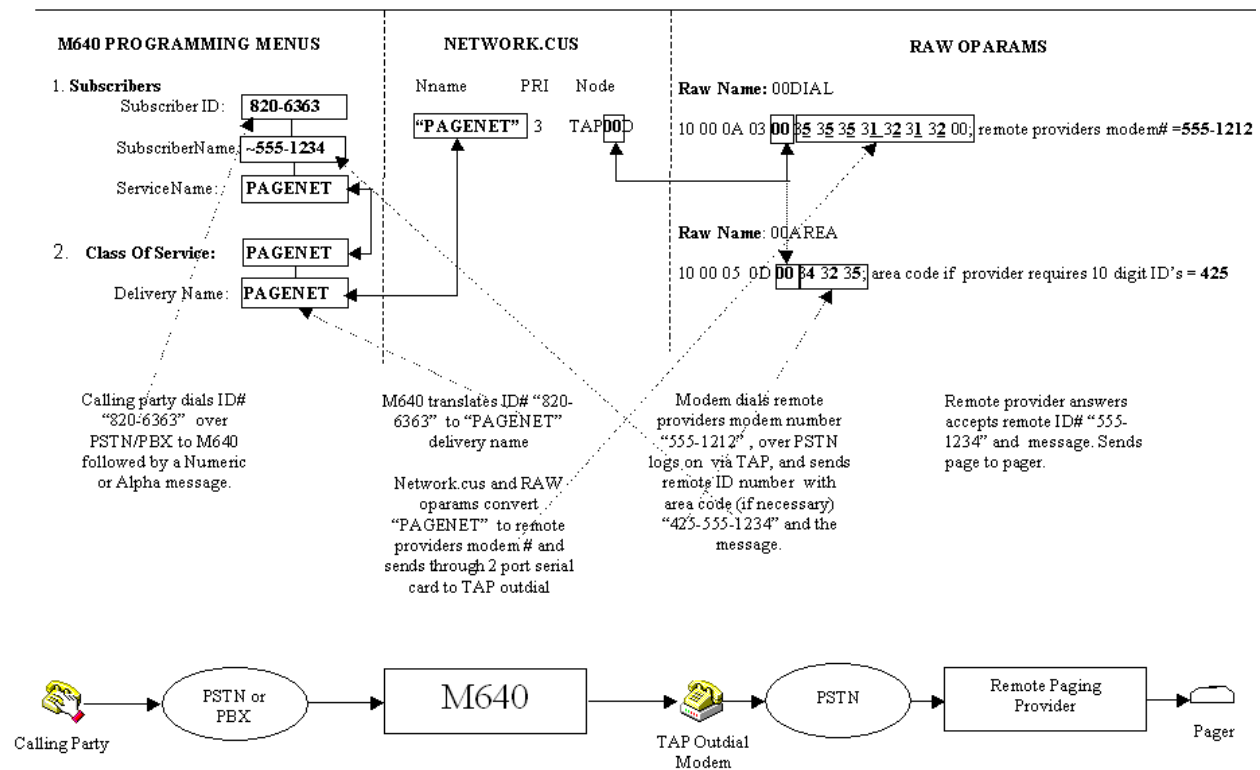 M640 PROGRAMMING MENUS
NETWORK.CUS
RAW OPARAMS
1. Subscribers
Subscriber ID: 820-6363
SubscriberName: ~555-1234
ServiceName: PAGENET
2. Class Of Service: PAGENET
Delivery Name: PAGENET
Nname PRI Node
“PAGENET” 3 TAP00D
Raw Name: 00DIAL
10 00 0A 03 00 35 35 35 31 32 31 32 00; remote providers modem# =555-1212
Raw Name: 00AREA
10 00 05 0D 00 34 32 35; area code if provider requires 10 digit ID’s = 425
Calling party dials ID#
“820-6363” over
PSTN/PBX to M640
followed by a Numeric
or Alpha message.
M640 translates ID# “820-
6363” to “PAGENET”
delivery name
Network.cus and RAW
oparams convert
“PAGENET” to remote
providers modem # and
sends through 2 port serial
card to TAP outdial
Modem dials remote
providers modem number
“555-1212” , over PSTN
logs on via TAP, and sends
remote ID number with
area code (if necessary)
“425-555-1234” and the
message.
Remote provider answers
accepts remote ID# “555-
1234” and message. Sends
page to pager.
Calling Party
PSTN or
PBX
M640
TAP Outdial
Modem
PSTN
Remote Paging
Provider
Pager